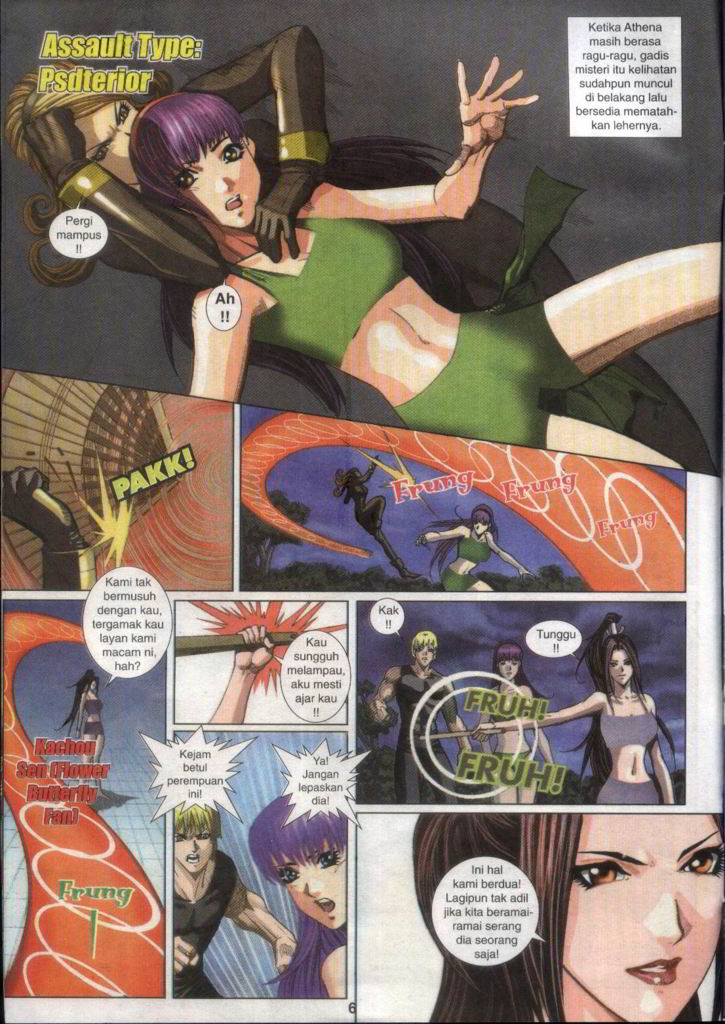 Assault Type:
Psdterior
Ketika Athena
masih berasa
ragu-ragu, gadis
misteri itu kelihatan
sudahpun muncul
di belakang lalu
bersedia mematah-
kan lehernya.
Pergi
mampus
!!
Ah
!!
PAKK!
Frung
Frung
Frung
Kami tak
bermusuh
dengan kau,
tergamak kau
layan kami
macam ni,
hah?
Kachou
Sen (Flower
Butterfly
Fan)
Frung
Kau
sungguh
melampau,
aku mesti
ajar kau
!!
Kejam
betul
perempuan
ini!
Ya!
Jangan
lepaskan
dia!
Kak
!!
Tunggu
!!
FRUH!
FRUH!
Ini hal
kami berdua!
Lagipun tak adil
jika kita beramai-
ramai serang
dia seorang
saja!
6